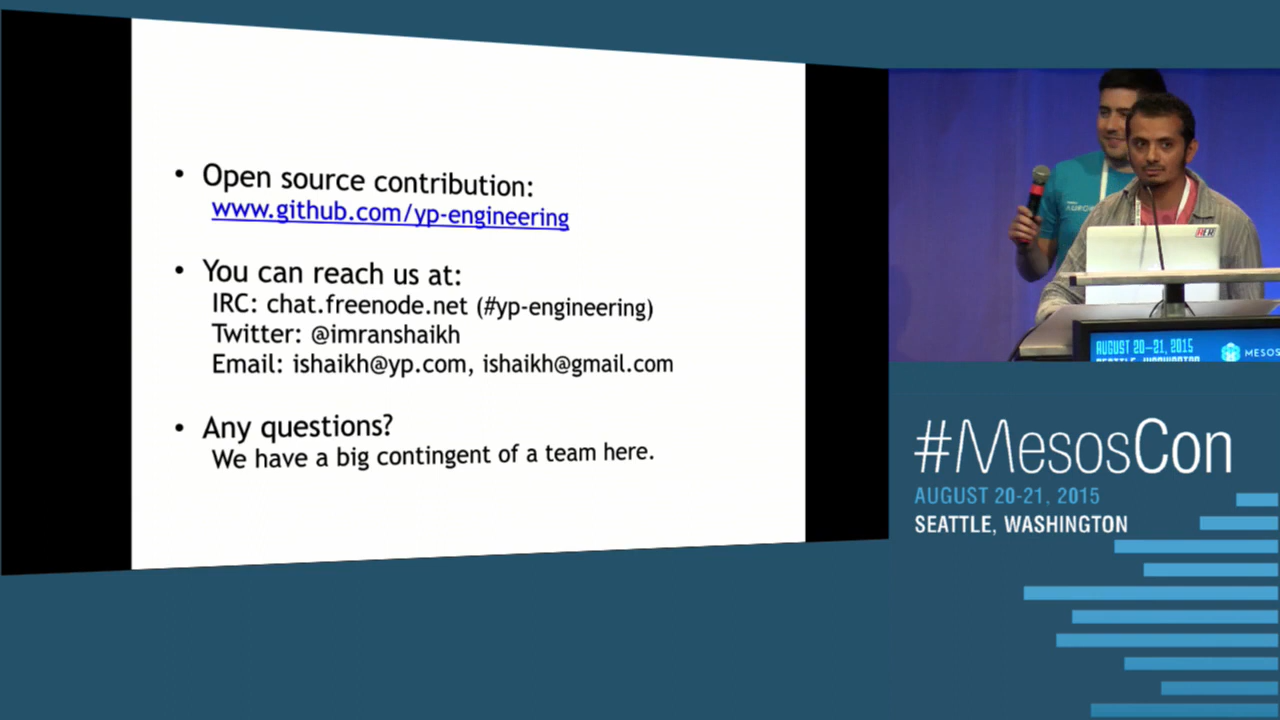 • Open source contribution:
www.github.com/yp-engineering
• You can reach us at:
IRC: chat.freenode.net (#yp-engineering)
Twitter: @imranshaikh
Email: ishaikh@yp.com, ishaikh@gmail.com
• Any questions?
We have a big contingent of a team here.
AUGUST 20-21, 2015
SEATTLE, WASHINGTON
MESOS
#MesosCon
AUGUST 20-21, 2015
SEATTLE, WASHINGTON